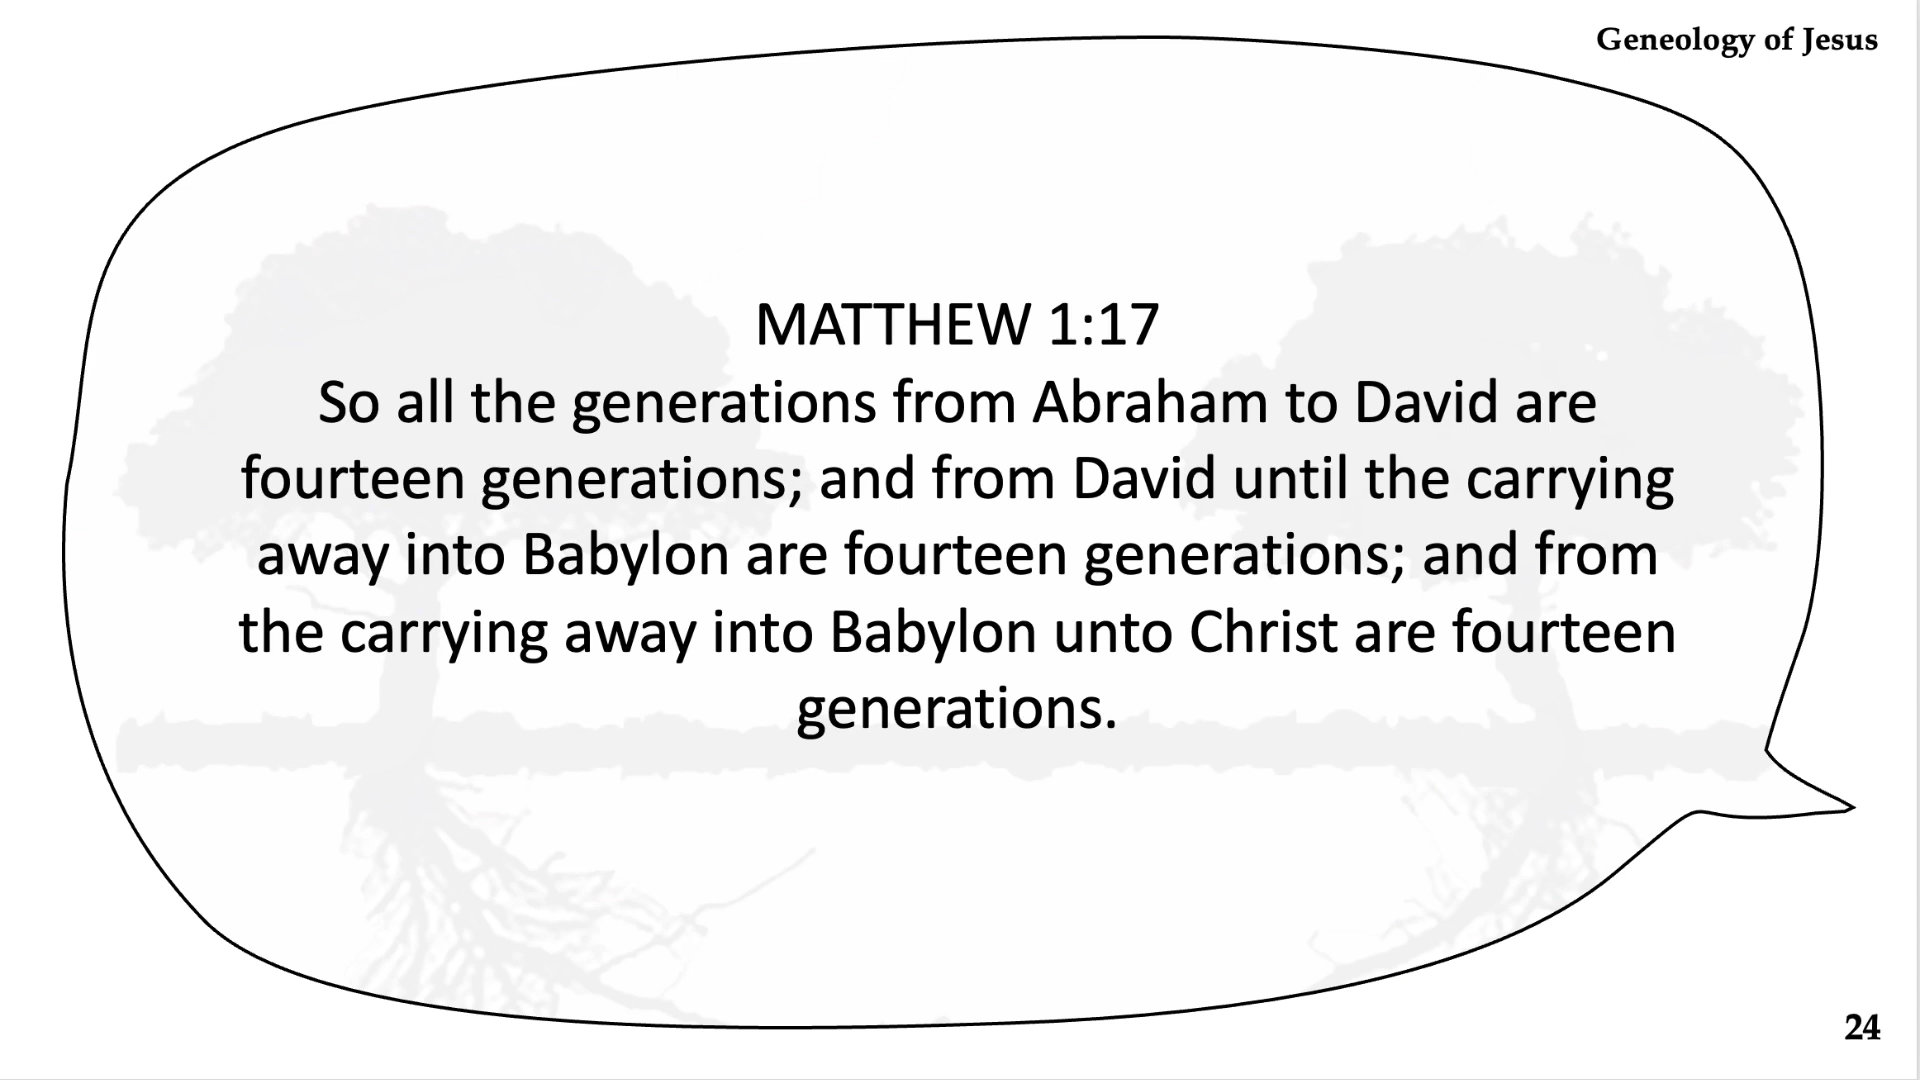 Geneology of Jesus
MATTHEW 1:17
So all the generations from Abraham to David are
fourteen generations; and from David until the carrying
away into Babylon are fourteen generations; and from
the carrying away into Babylon unto Christ are fourteen
generations.
24